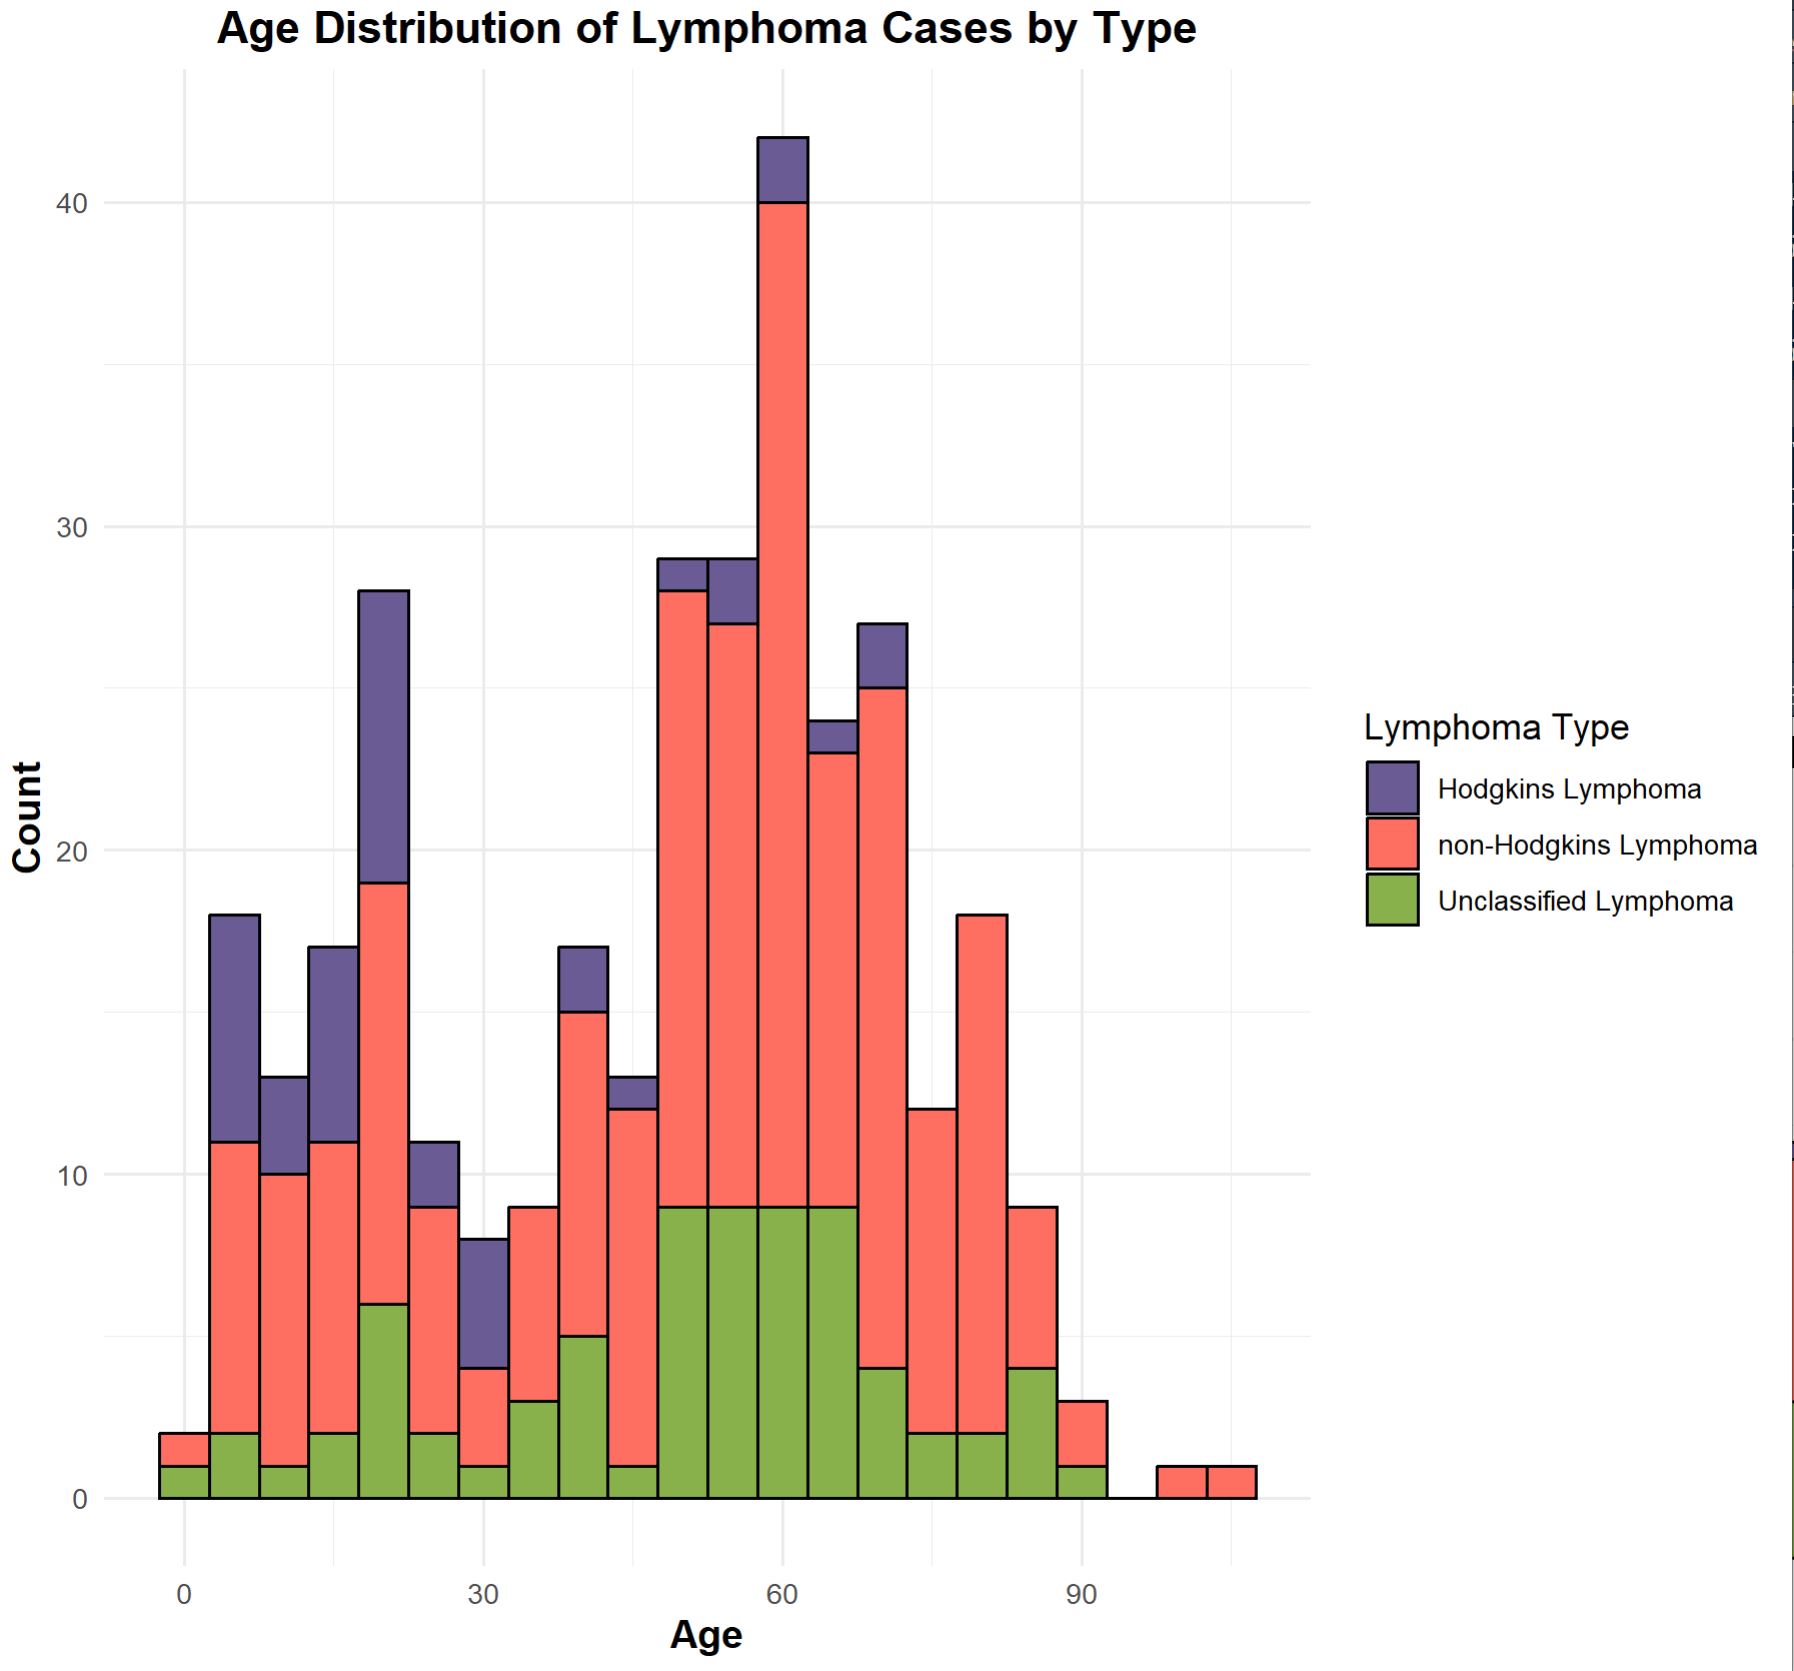 Age Distribution of Lymphoma Cases by Type
Count
40
30
20
10
0
0 30 60 90
Age
Lymphoma Type
Hodgkins Lymphoma
non-Hodgkins Lymphoma
Unclassified Lymphoma